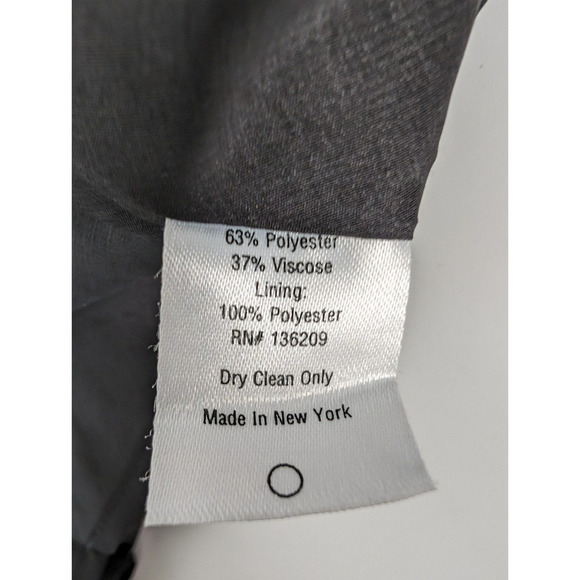 63% Polyester
37% Viscose
Lining:
100% Polyester
RN# 136209
Dry Clean Only
Made In New York